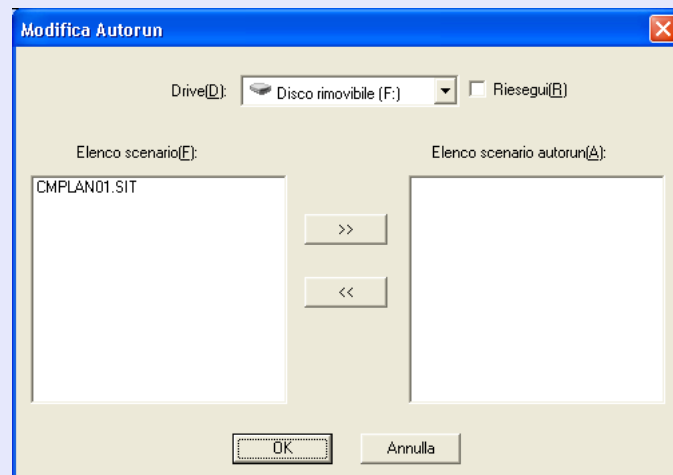 Modifica Autorun
Drive(D): Disco rimovibile (F:) Riesegui(R)
Elenco scenario(F): Elenco scenario autorun(A):
CMPLAN01.SIT
>>
<<
OK Annulla